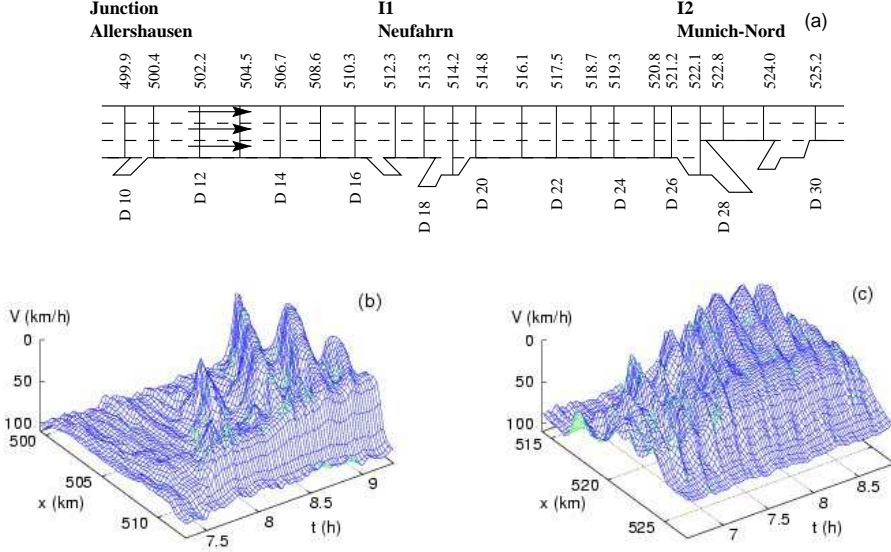 Junction
Allershausen
I1
Neufahrn
I2
Munich-Nord
(a)
499.9
500.4
502.2
504.5
506.7
508.6
510.3
512.3
513.3
514.2
514.8
516.1
517.5
518.7
519.3
520.8
521.2
522.1
522.8
524.0
525.2
D 10
D 12
D 14
D 16
D 18
D 20
D 22
D 24
D 26
D 28
D 30
(b)
V (km/h)
0
50
100
500
505
510
x (km)
7.5
8
8.5
9
t (h)
(c)
V (km/h)
0
50
100
515
520
525
x (km)
7
7.5
8
8.5
t (h)